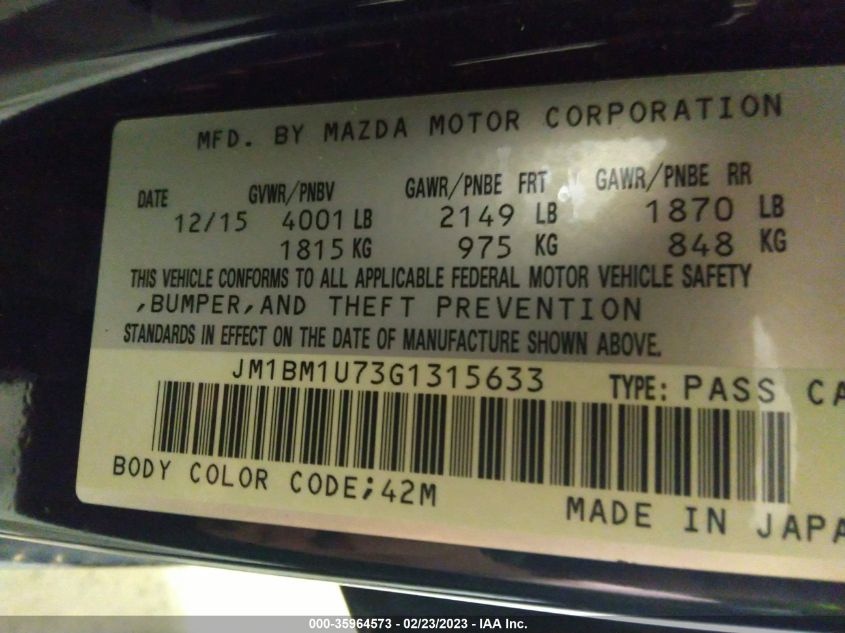 MFD. BY MAZDA MOTOR CORPORATION
DATE GVWR/PNBV GAWR/PNBE FRT GAWR/PNBE RR
12/15 4001 LB 2149 LB 1870 LB
1815 KG 975 KG 848 KG
THIS VEHICLE CONFORMS TO ALL APPLICABLE FEDERAL MOTOR VEHICLE SAFETY
,BUMPER,AND THEFT PREVENTION
STANDARDS IN EFFECT ON THE DATE OF MANUFACTURE SHOWN ABOVE.
JM1BM1U73G1315633 TYPE: PASS CA
BODY COLOR CODE;42M
MADE IN JAPA
000-35964573 - 02/23/2023 - IAA Inc.